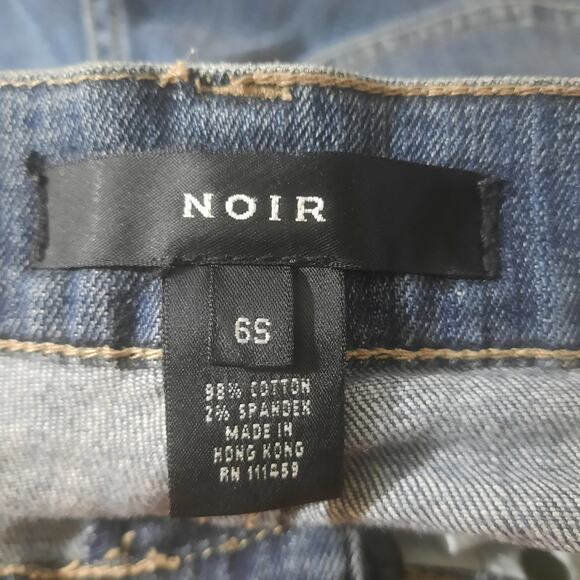 NOIR
6S
98% COTTON
2% SPANDEX
MADE IN
HONG KONG
RN 111459